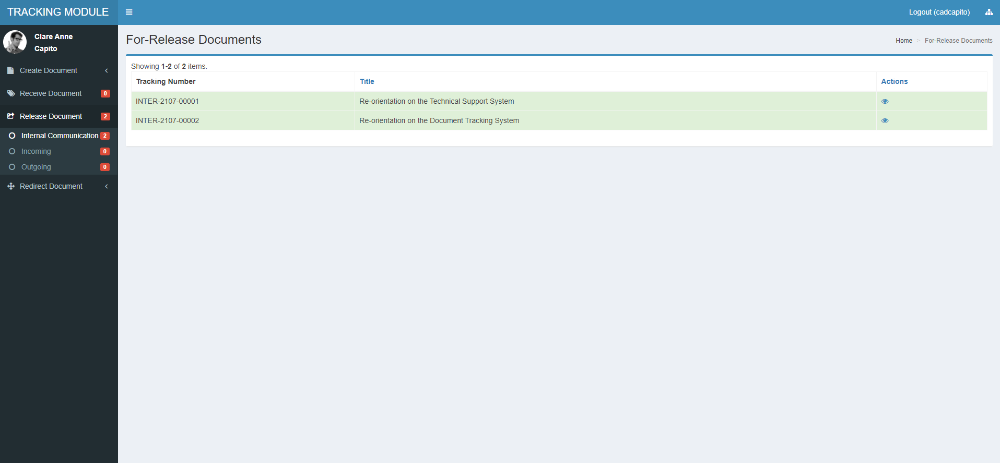 TRACKING MODULE
Logout (cadcapito)
Clare Anne
Capito
Create Document
Receive Document 0
Release Document 2
Internal Communication 2
Incoming 0
Outgoing 0
Redirect Document
For-Release Documents
Home > For-Release Documents
Showing 1-2 of 2 items.
Tracking Number Title Actions
INTER-2107-00001 Re-orientation on the Technical Support System
INTER-2107-00002 Re-orientation on the Document Tracking System